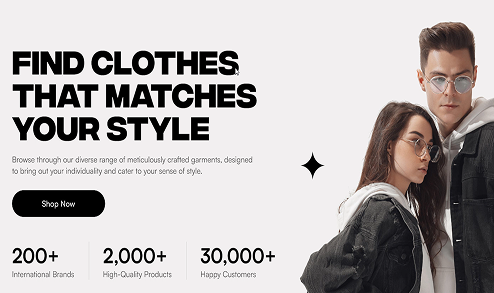 FIND CLOTHES
THAT MATCHES
YOUR STYLE
Browse through our diverse range of meticulously crafted garments, designed
to bring out your individuality and cater to your sense of style.
Shop Now
200+ 2,000+ 30,000+
International Brands High-Quality Products Happy Customers